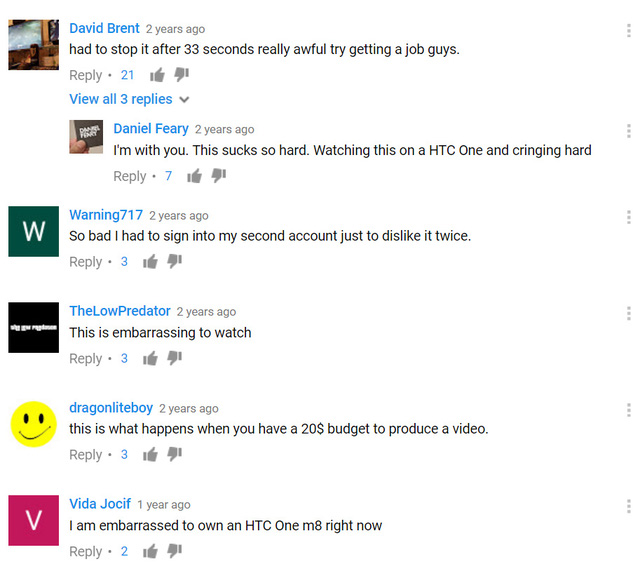 David Brent 2 years ago
had to stop it after 33 seconds really awful try getting a job guys.
Reply • 21
View all 3 replies
DANIEL FEARY
Daniel Feary 2 years ago
I'm with you. This sucks so hard. Watching this on a HTC One and cringing hard
Reply • 7
W
Warning717 2 years ago
So bad I had to sign into my second account just to dislike it twice.
Reply • 3
the low predator
TheLowPredator 2 years ago
This is embarrassing to watch
Reply • 3
dragonliteboy 2 years ago
this is what happens when you have a 20$ budget to produce a video.
Reply • 3
V
Vida Jocif 1 year ago
I am embarrassed to own an HTC One m8 right now
Reply • 2